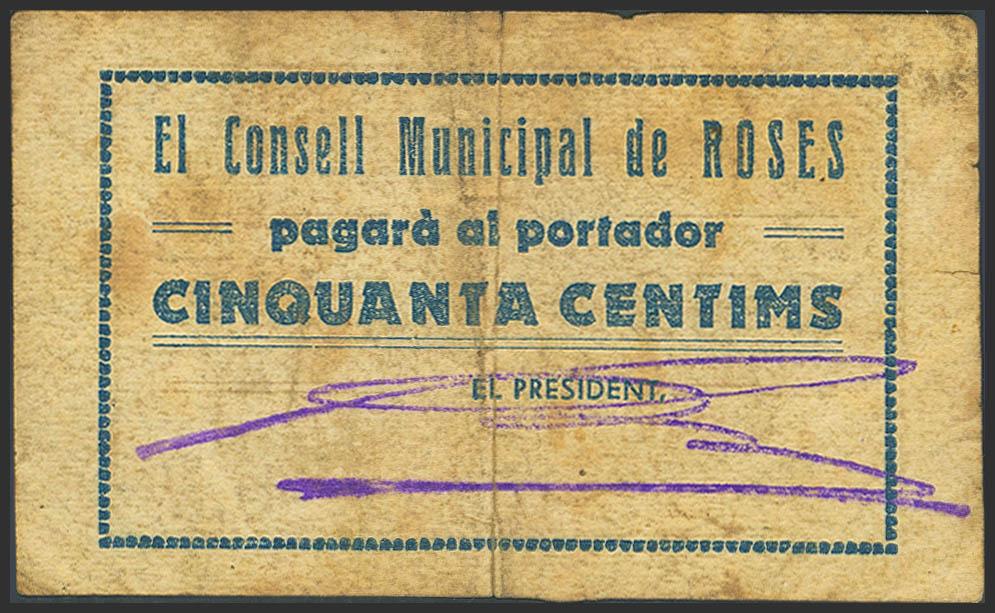 El Consell Municipal de ROSES
pagarà al portador
CINQUANTA CENTIMS
EL PRESIDENT,